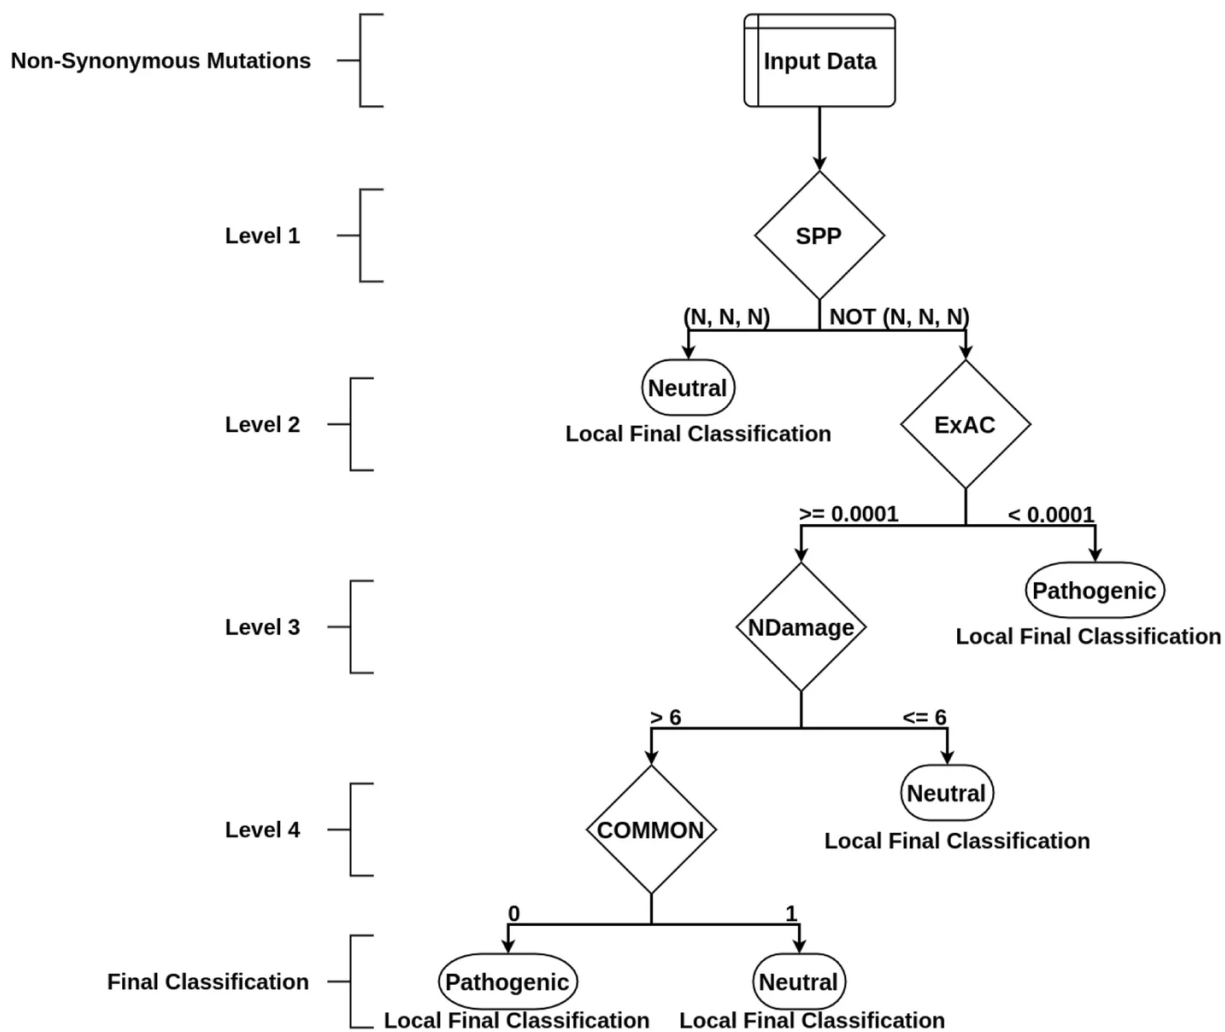 Non-Synonymous Mutations
Input Data
Level 1
SPP
(N, N, N)
NOT (N, N, N)
Neutral
Local Final Classification
Level 2
ExAC
>= 0.0001
< 0.0001
Pathogenic
Local Final Classification
Level 3
NDamage
> 6
<= 6
Neutral
Local Final Classification
Level 4
COMMON
0
1
Final Classification
Pathogenic
Neutral
Local Final Classification
Local Final Classification